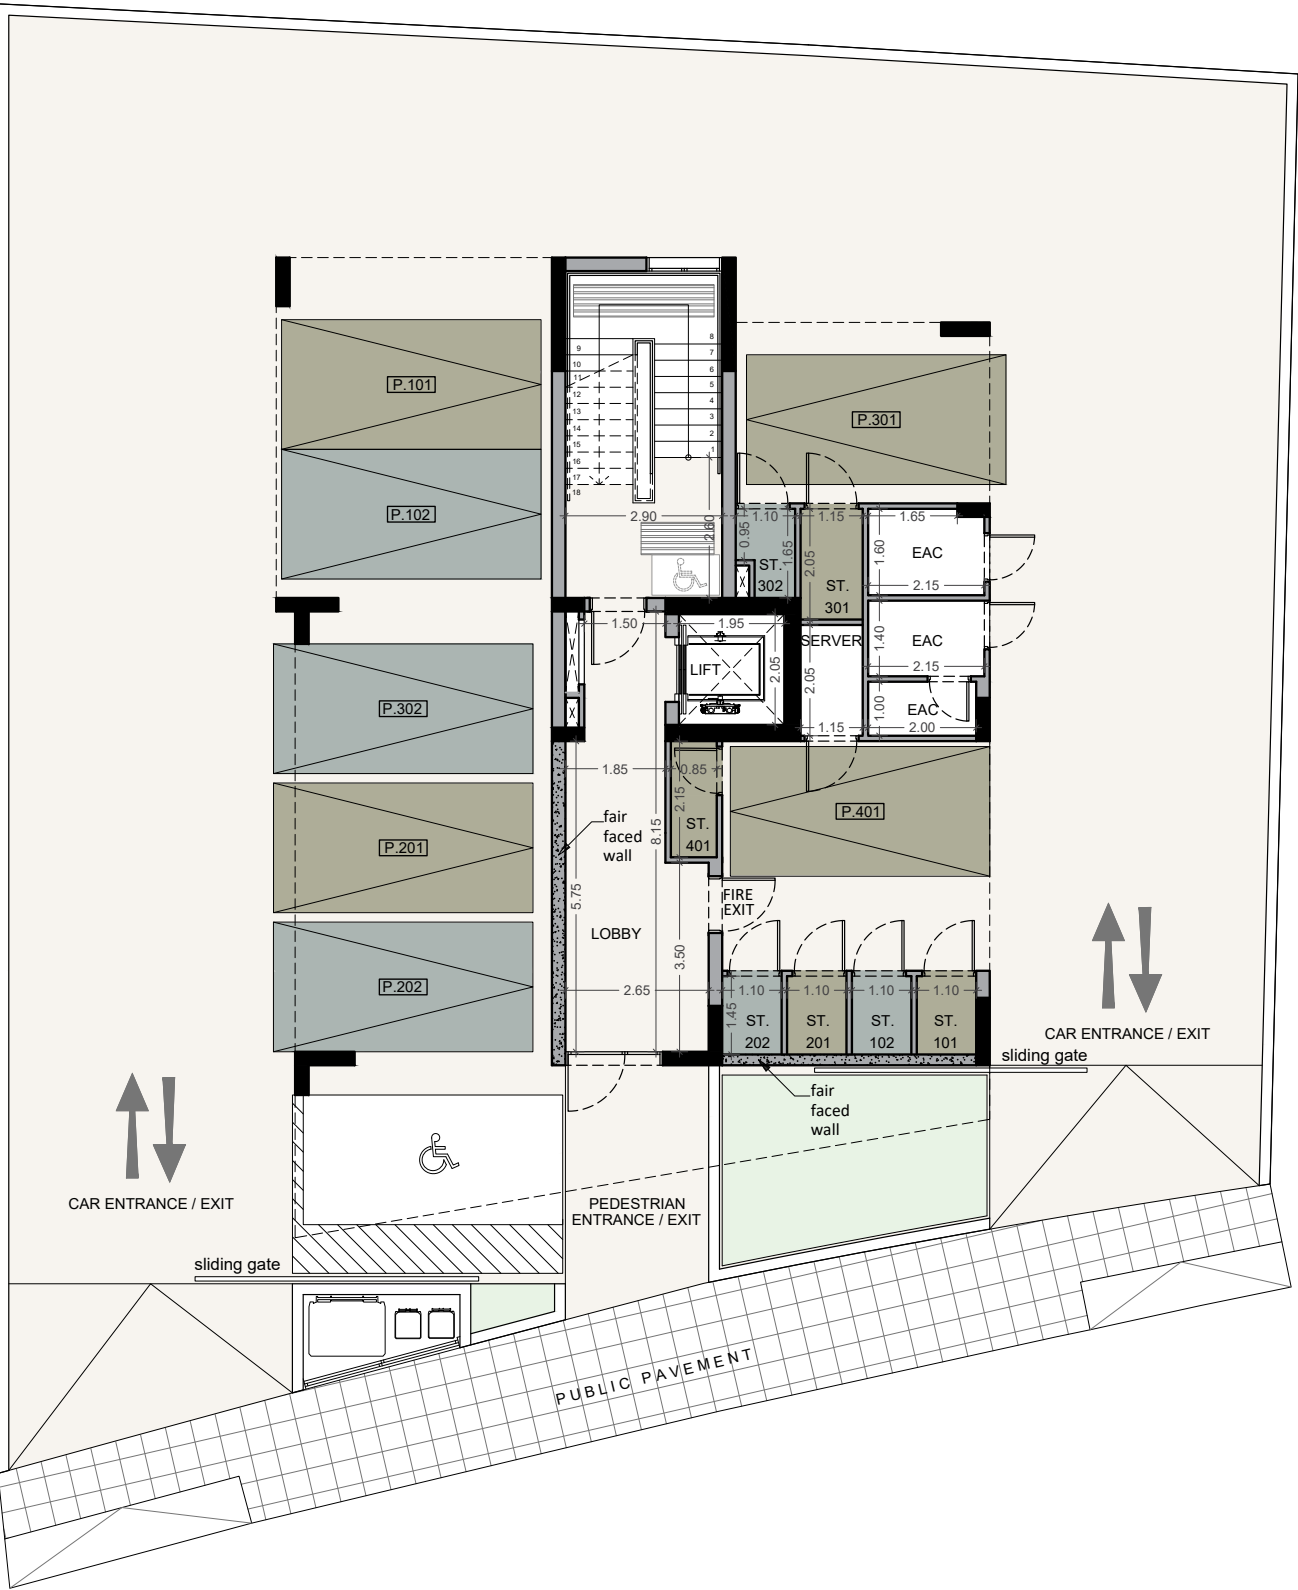 P.101
P.102
P.301
9
10
11
12
13
14
15
16
17
18
8
7
6
5
4
3
2
1
2.90
2.60
1.10
0.95
1.65
ST.
302
1.15
2.05
ST.
301
1.65
1.60
EAC
2.15
1.40
EAC
2.15
1.00
EAC
2.00
SERVER
2.05
1.15
1.50
1.95
LIFT
2.05
P.302
P.201
P.202
1.85
0.85
2.15
ST.
401
8.15
fair
faced
wall
5.75
P.401
FIRE
EXIT
LOBBY
3.50
2.65
1.10
1.10
1.10
1.10
1.45
ST.
202
ST.
201
ST.
102
ST.
101
CAR ENTRANCE / EXIT
sliding gate
fair
faced
wall
CAR ENTRANCE / EXIT
PEDESTRIAN
ENTRANCE / EXIT
sliding gate
PUBLIC PAVEMENT